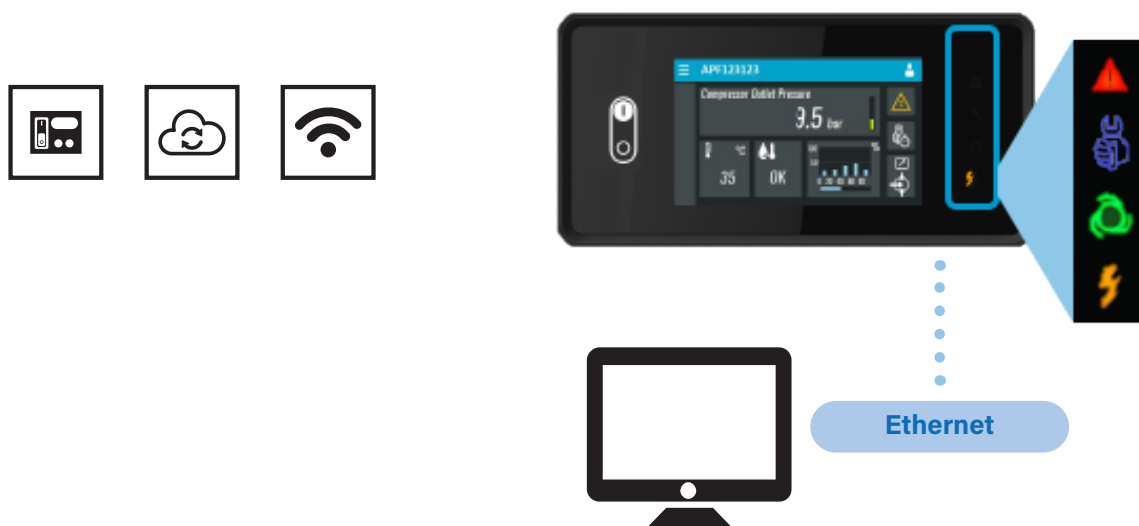 APF123123
Compressor Outlet Pressure
9.5 bar
°C
%
35
OK
Ethernet